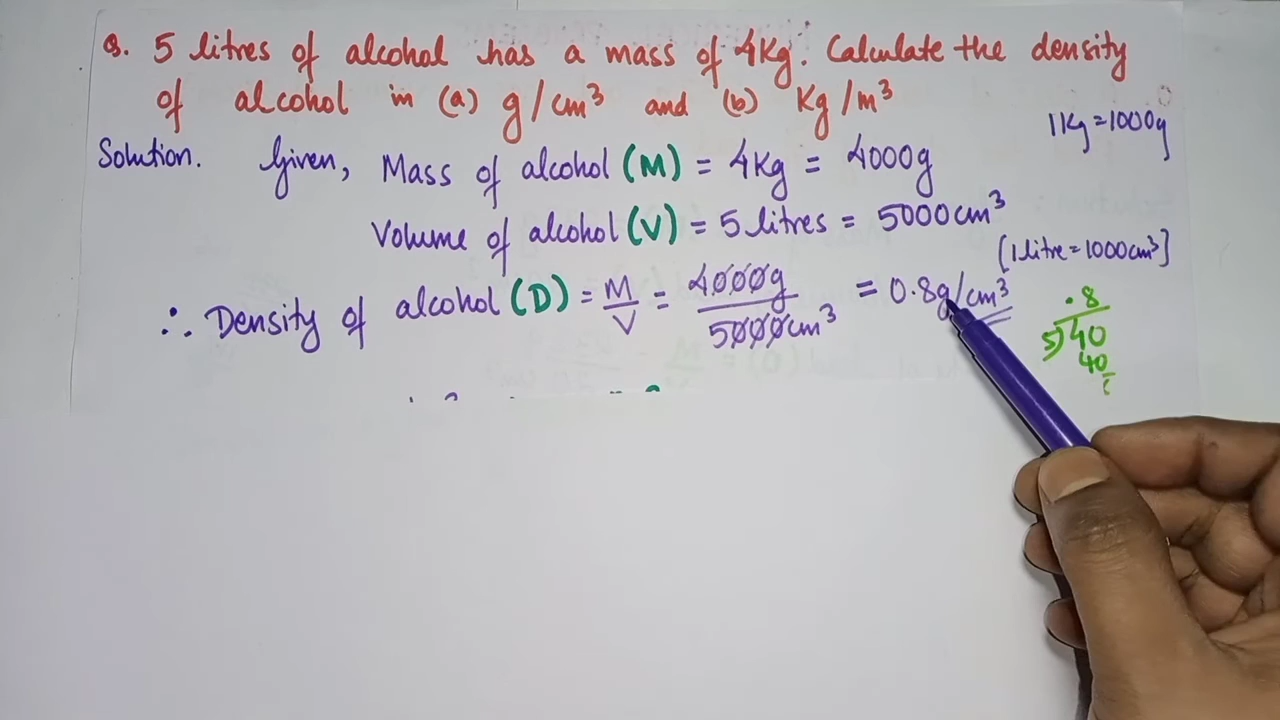 Q. 5 litres of alcohol has a mass of 4Kg. Calculate the density
of alcohol in (a) g/cm³ and (b) Kg/m³
1Kg = 1000g
Solution. Given, Mass of alcohol (M) = 4Kg = 4000g
Volume of alcohol (V) = 5 litres = 5000cm³
(1 litre = 1000cm³]
∴ Density of alcohol (D) = M/V = 4000g/5000cm³ = 0.8g/cm³
.8
5)40
40